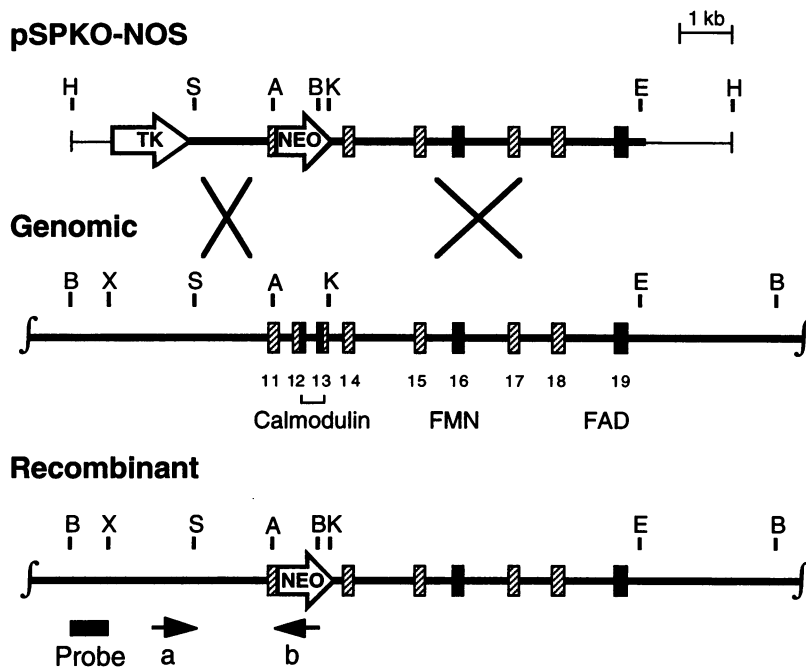 pSPKO-NOS
1 kb
H S A B K E H
TK NEO
Genomic
B X S A K E B
11 12 13 14 15 16 17 18 19
Calmodulin FMN FAD
Recombinant
B X S A B K E B
NEO
Probe a b